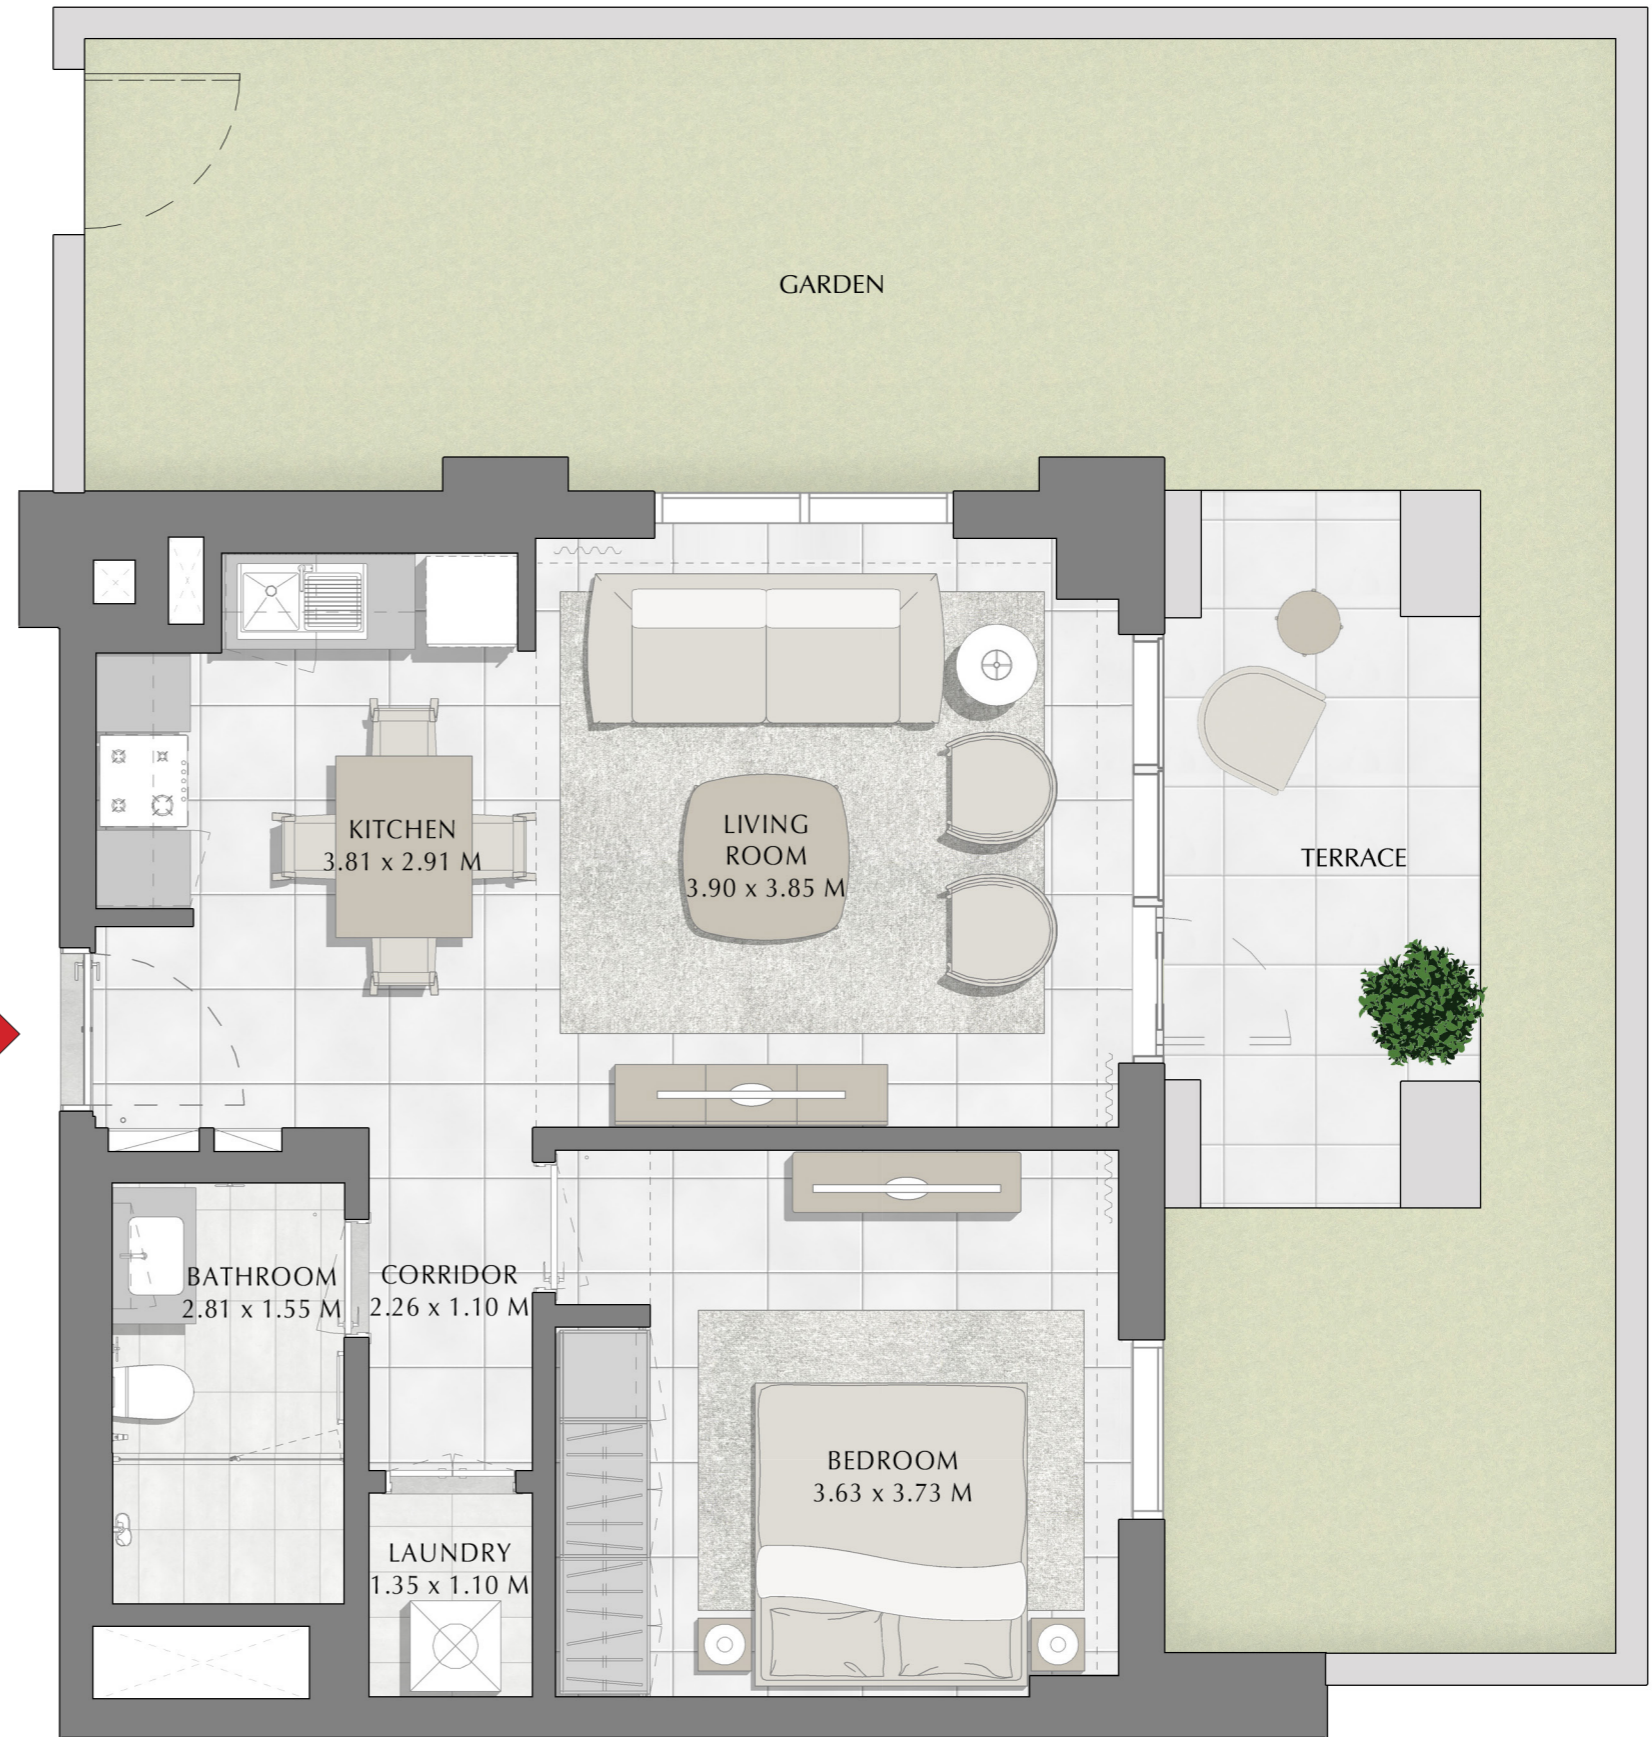 GARDEN
KITCHEN
3.81 x 2.91 M
LIVING
ROOM
3.90 x 3.85 M
TERRACE
BATHROOM
2.81 x 1.55 M
CORRIDOR
2.26 x 1.10 M
BEDROOM
3.63 x 3.73 M
LAUNDRY
1.35 x 1.10 M